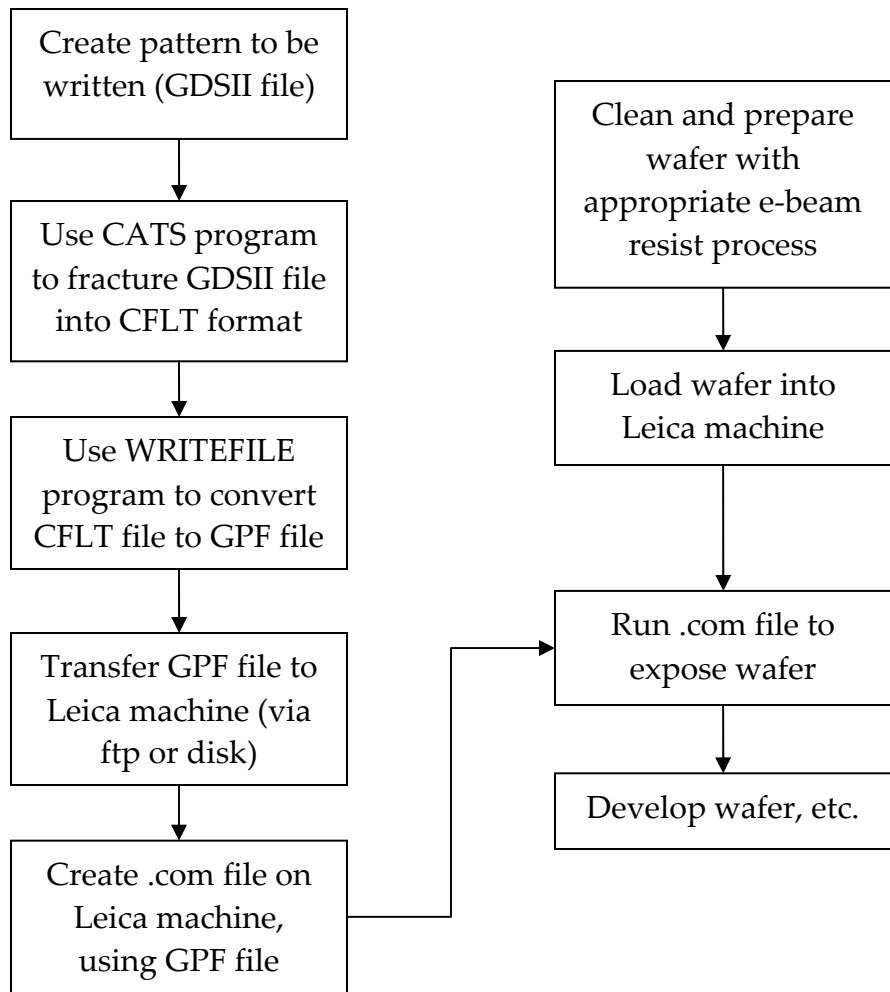 Create pattern to be
written (GDSII file)
Use CATS program
to fracture GDSII file
into CFLT format
Use WRITEFILE
program to convert
CFLT file to GPF file
Transfer GPF file to
Leica machine (via
ftp or disk)
Create .com file on
Leica machine,
using GPF file
Clean and prepare
wafer with
appropriate e-beam
resist process
Load wafer into
Leica machine
Run .com file to
expose wafer
Develop wafer, etc.